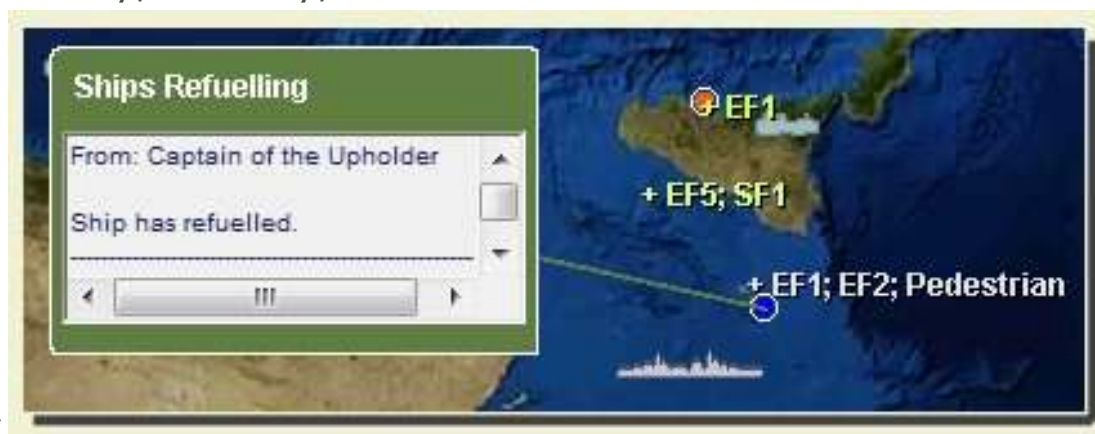 Ships Refuelling
From: Captain of the Upholder
Ship has refuelled.
+ EF1
+ EF5; SF1
+ EF1; EF2; Pedestrian